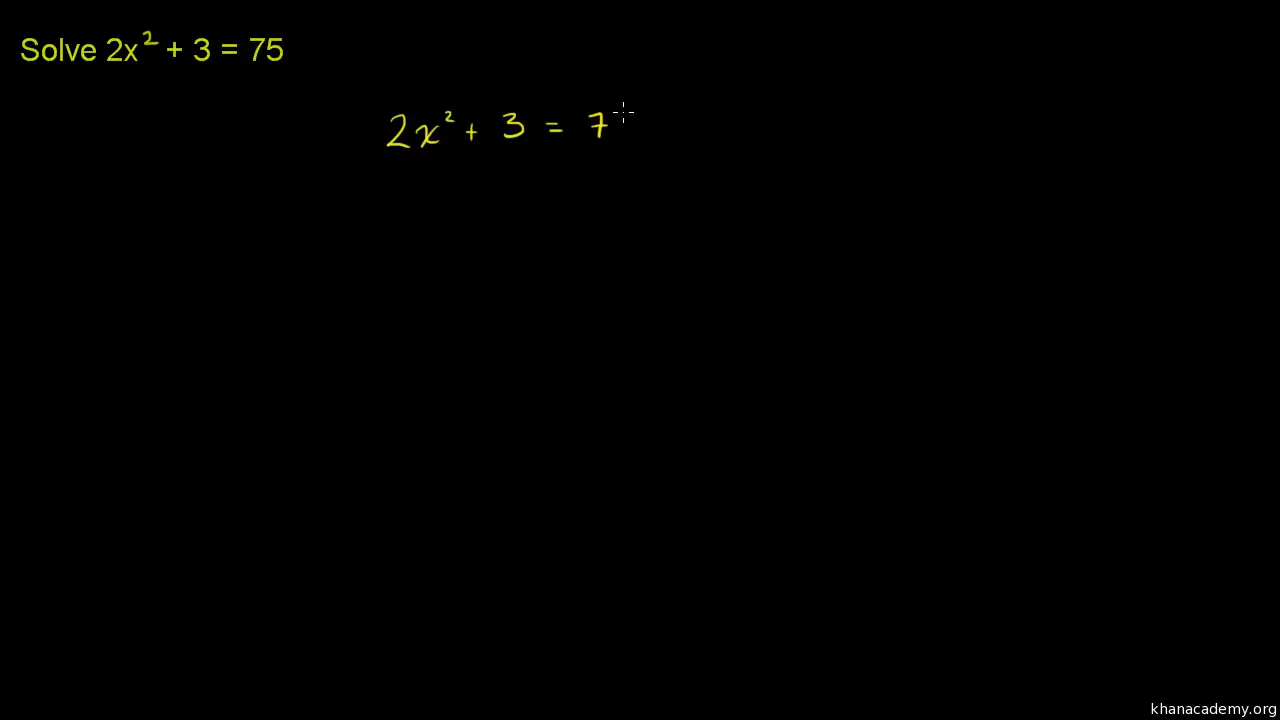 Solve 2x² + 3 = 75
2x² + 3 = 7
khanacademy.org